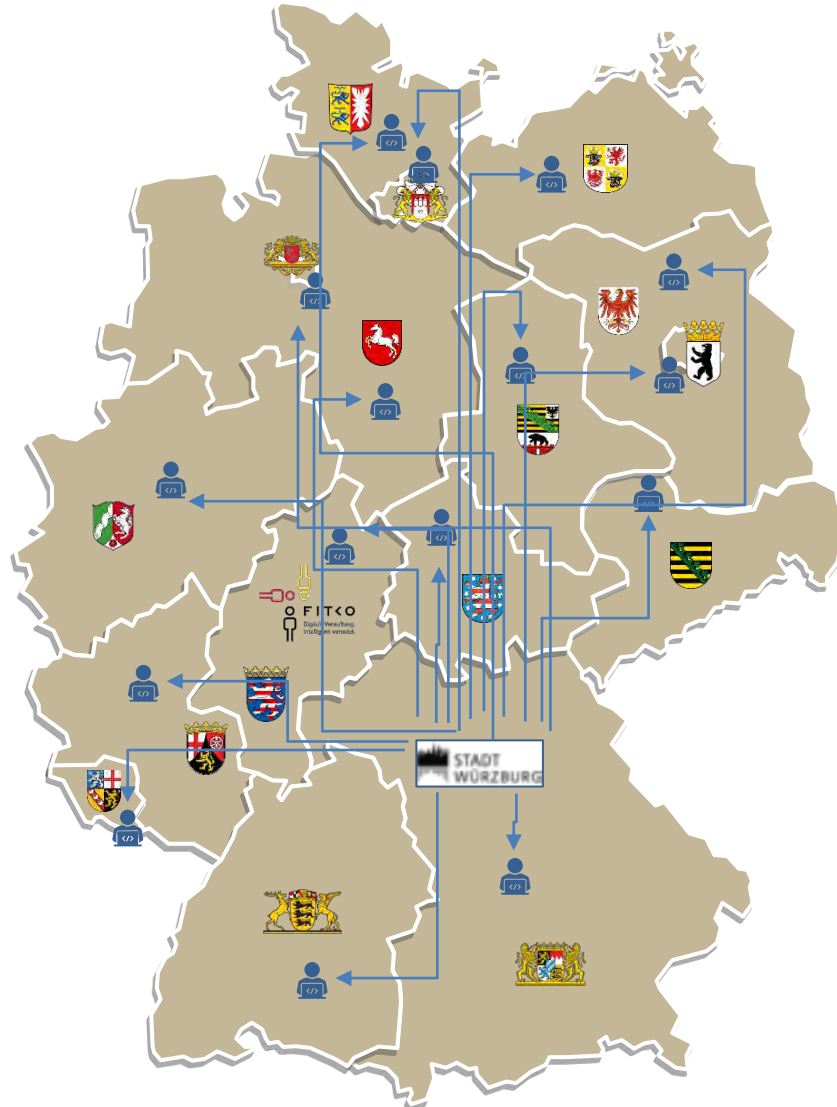 FITKO
Digitale Verwaltung.
Intelligent vernetzt.
STADT
WÜRZBURG